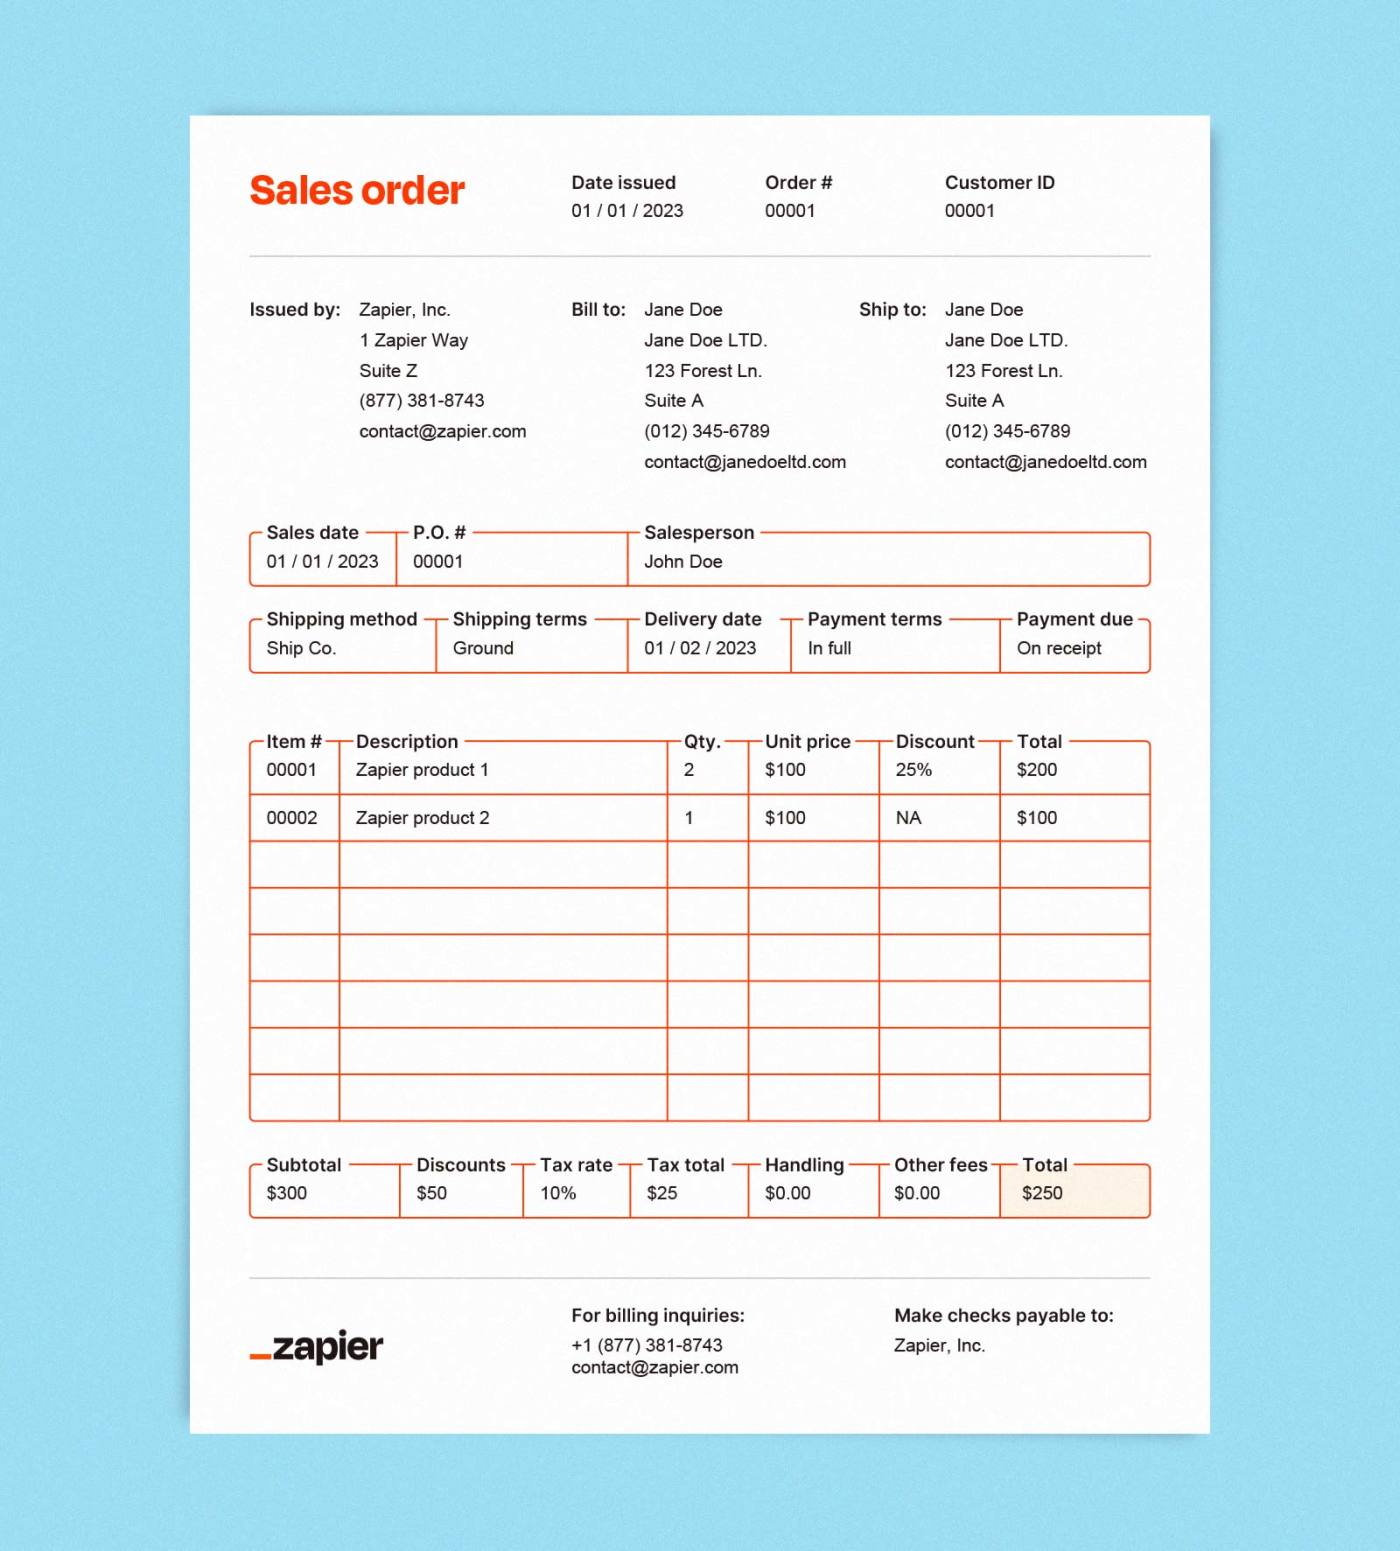 Sales order
Date issued Order # Customer ID
01 / 01 / 2023 00001 00001
Issued by: Zapier, Inc. Bill to: Jane Doe Ship to: Jane Doe
1 Zapier Way Jane Doe LTD. Jane Doe LTD.
Suite Z 123 Forest Ln. 123 Forest Ln.
(877) 381-8743 Suite A Suite A
contact@zapier.com (012) 345-6789 (012) 345-6789
contact@janedoeltd.com contact@janedoeltd.com
Sales date P.O. # Salesperson
01 / 01 / 2023 00001 John Doe
Shipping method Shipping terms Delivery date Payment terms Payment due
Ship Co. Ground 01 / 02 / 2023 In full On receipt
Item # Description Qty. Unit price Discount Total
00001 Zapier product 1 2 $100 25% $200
00002 Zapier product 2 1 $100 NA $100
Subtotal Discounts Tax rate Tax total Handling Other fees Total
$300 $50 10% $25 $0.00 $0.00 $250
_zapier
For billing inquiries: Make checks payable to:
+1 (877) 381-8743 Zapier, Inc.
contact@zapier.com